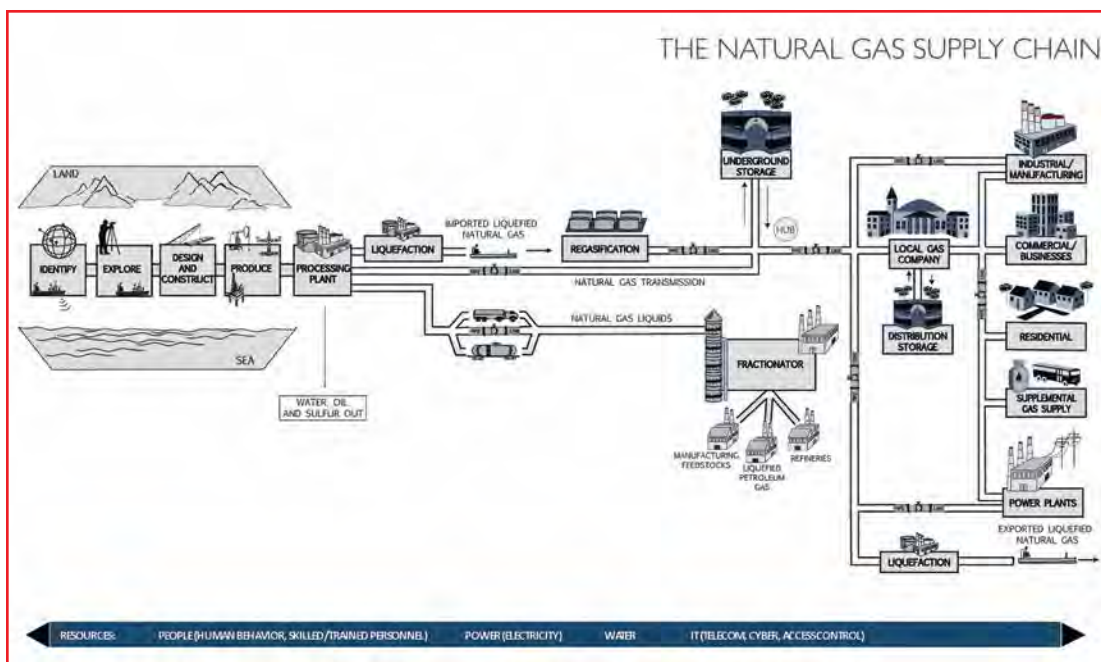 THE NATURAL GAS SUPPLY CHAIN
LAND
IDENTIFY
EXPLORE
DESIGN
AND
CONSTRUCT
PRODUCE
PROCESSING
PLANT
SEA
WATER, OIL
AND SULFUR OUT
LIQUEFACTION
IMPORTED LIQUEFIED
NATURAL GAS
REGASIFICATION
NATURAL GAS TRANSMISSION
NATURAL GAS LIQUIDS
UNDERGROUND
STORAGE
HUB
FRACTIONATOR
MANUFACTURING
FEEDSTOCKS
LIQUEFIED
PETROLEUM
GAS
REFINERIES
LOCAL GAS
COMPANY
DISTRIBUTION
STORAGE
INDUSTRIAL/
MANUFACTURING
COMMERCIAL/
BUSINESSES
RESIDENTIAL
SUPPLEMENTAL
GAS SUPPLY
POWER PLANTS
EXPORTED LIQUEFIED
NATURAL GAS
LIQUEFACTION
RESOURCES: PEOPLE (HUMAN BEHAVIOR, SKILLED/TRAINED PERSONNEL) POWER (ELECTRICITY) WATER IT (TELECOM, CYBER, ACCESS CONTROL)